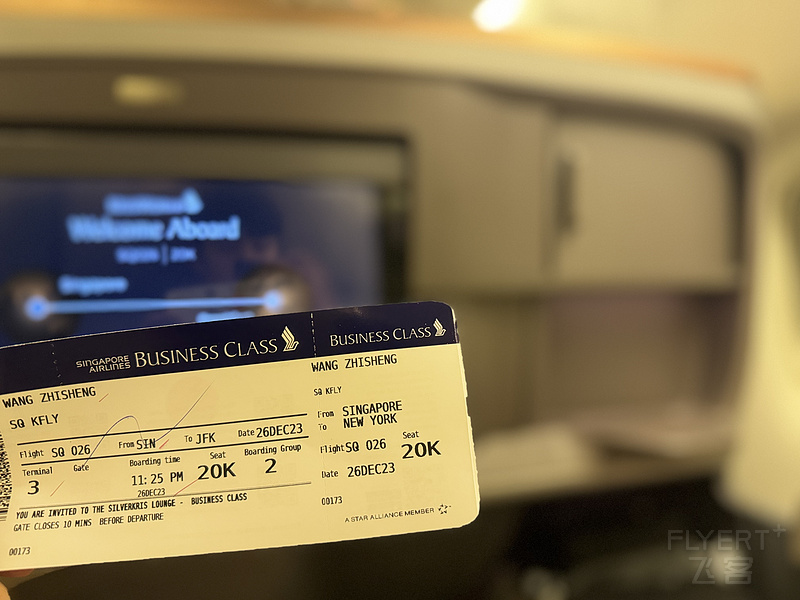 Welcome Aboard
Singapore
SINGAPORE AIRLINES BUSINESS CLASS
WANG ZHISHENG
SQ KFLY
Flight SQ 026 From SIN To JFK Date 26DEC23
Terminal 3 Gate Boarding time 11:25 PM 26DEC23 Seat 20K Boarding Group 2
YOU ARE INVITED TO THE SILVERKRIS LOUNGE - BUSINESS CLASS
GATE CLOSES 10 MINS BEFORE DEPARTURE
00173
BUSINESS CLASS
WANG ZHISHENG
SQ KFLY
From SINGAPORE
To NEW YORK
Flight SQ 026 Seat 20K
Date 26DEC23
00173
A STAR ALLIANCE MEMBER
FLYERT+
飞客